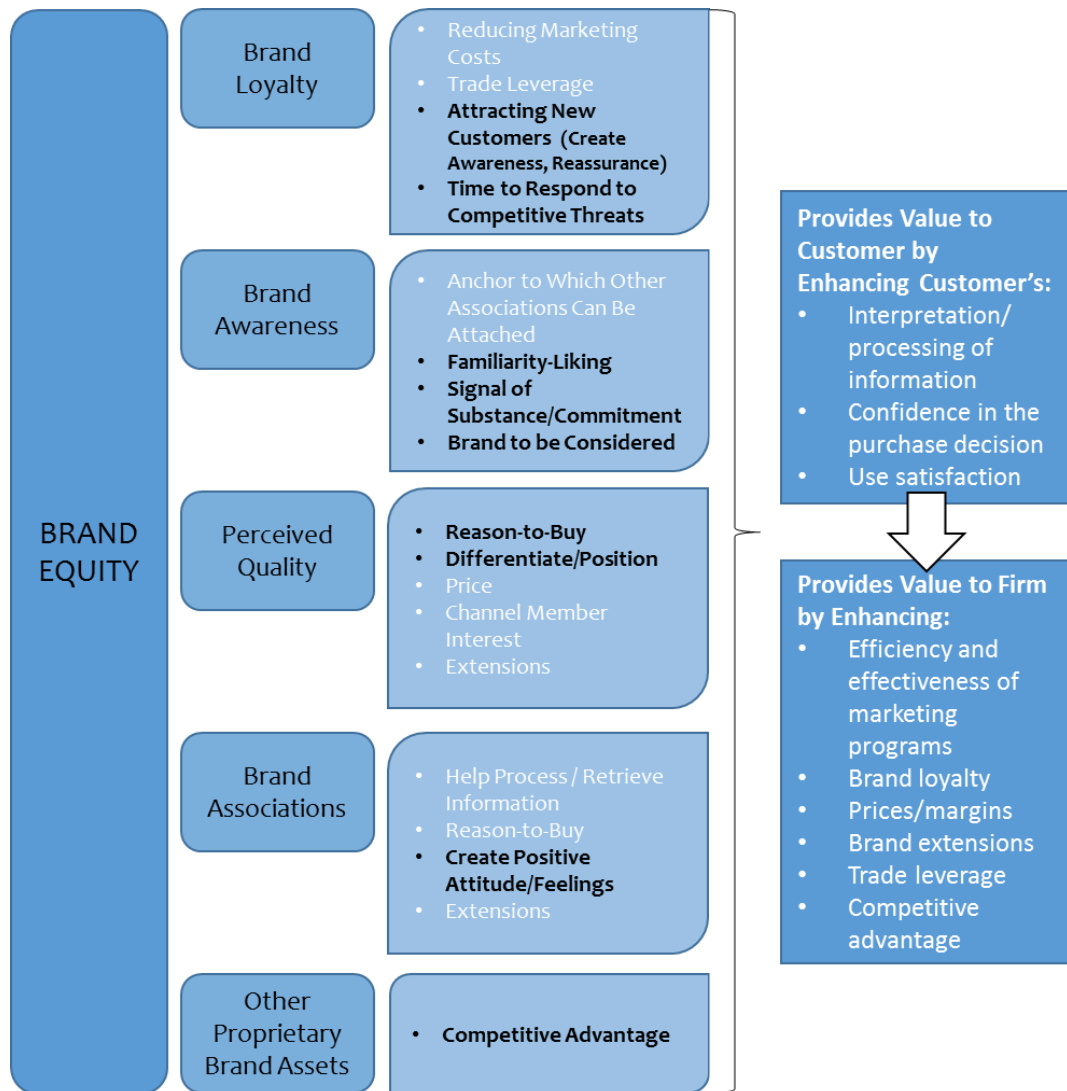 BRAND
EQUITY
Brand
Loyalty
• Reducing Marketing
Costs
• Trade Leverage
• Attracting New
Customers (Create
Awareness, Reassurance)
• Time to Respond to
Competitive Threats
Brand
Awareness
• Anchor to Which Other
Associations Can Be
Attached
• Familiarity-Liking
• Signal of
Substance/Commitment
• Brand to be Considered
Perceived
Quality
• Reason-to-Buy
• Differentiate/Position
• Price
• Channel Member
Interest
• Extensions
Brand
Associations
• Help Process / Retrieve
Information
• Reason-to-Buy
• Create Positive
Attitude/Feelings
• Extensions
Other
Proprietary
Brand Assets
• Competitive Advantage
Provides Value to
Customer by
Enhancing Customer’s:
• Interpretation/
processing of
information
• Confidence in the
purchase decision
• Use satisfaction
Provides Value to Firm
by Enhancing:
• Efficiency and
effectiveness of
marketing
programs
• Brand loyalty
• Prices/margins
• Brand extensions
• Trade leverage
• Competitive
advantage